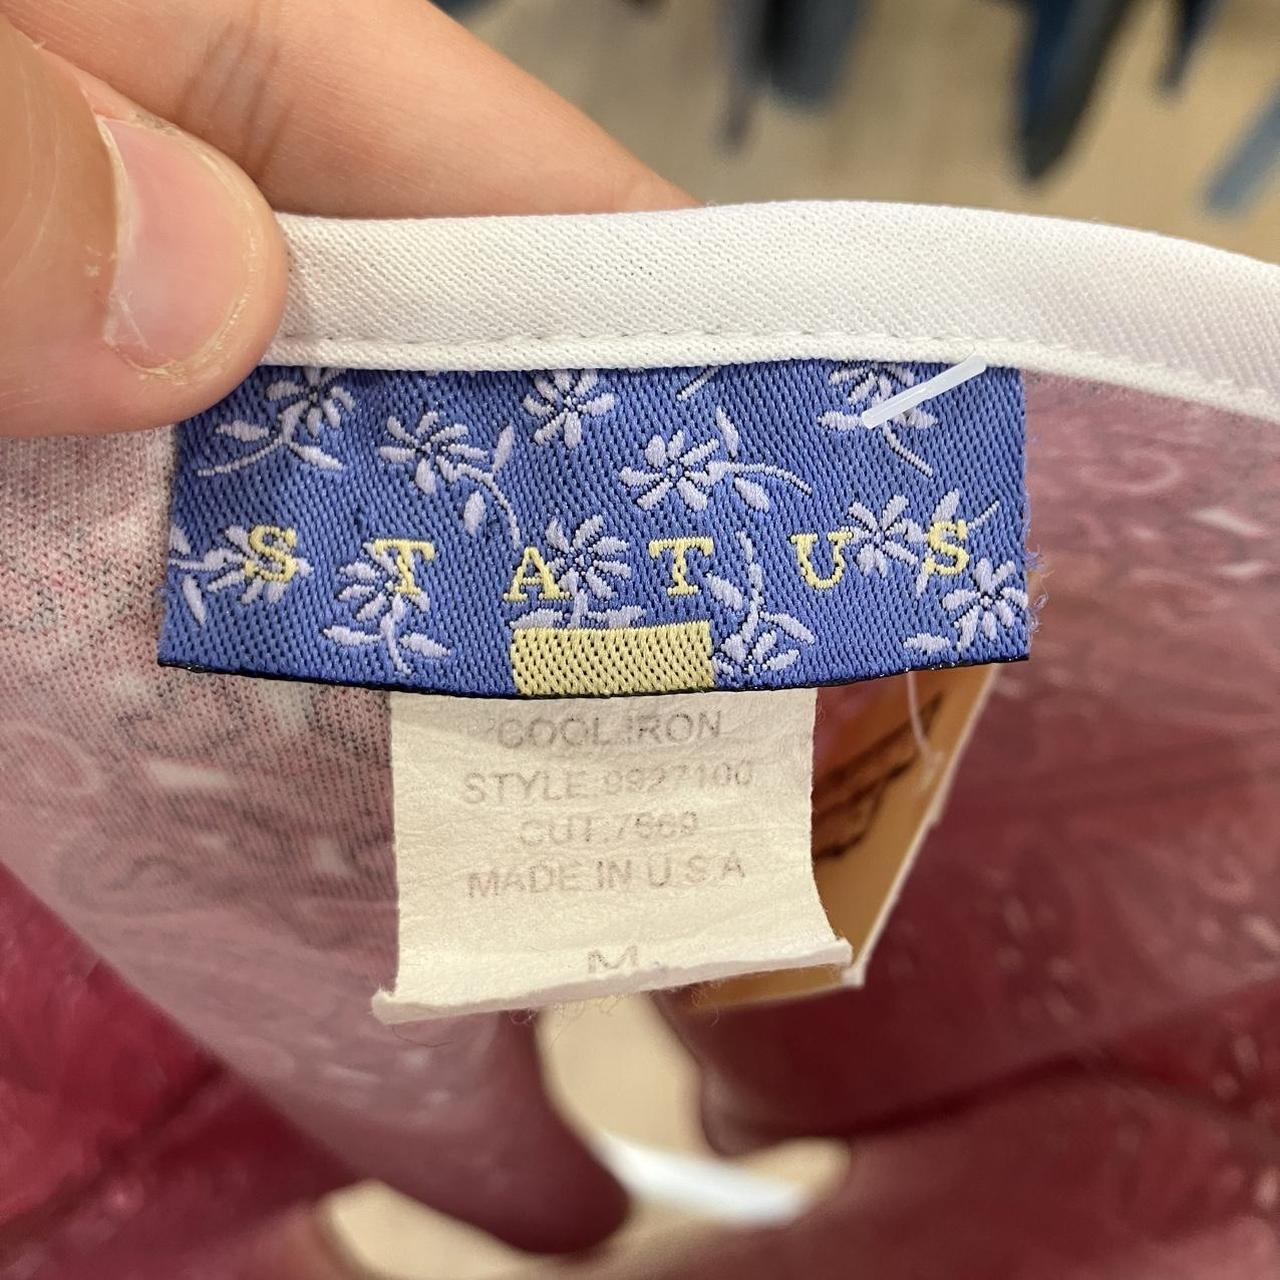 STATUS
COOL IRON
STYLE:9927100
CUT:7569
MADE IN U.S.A
M